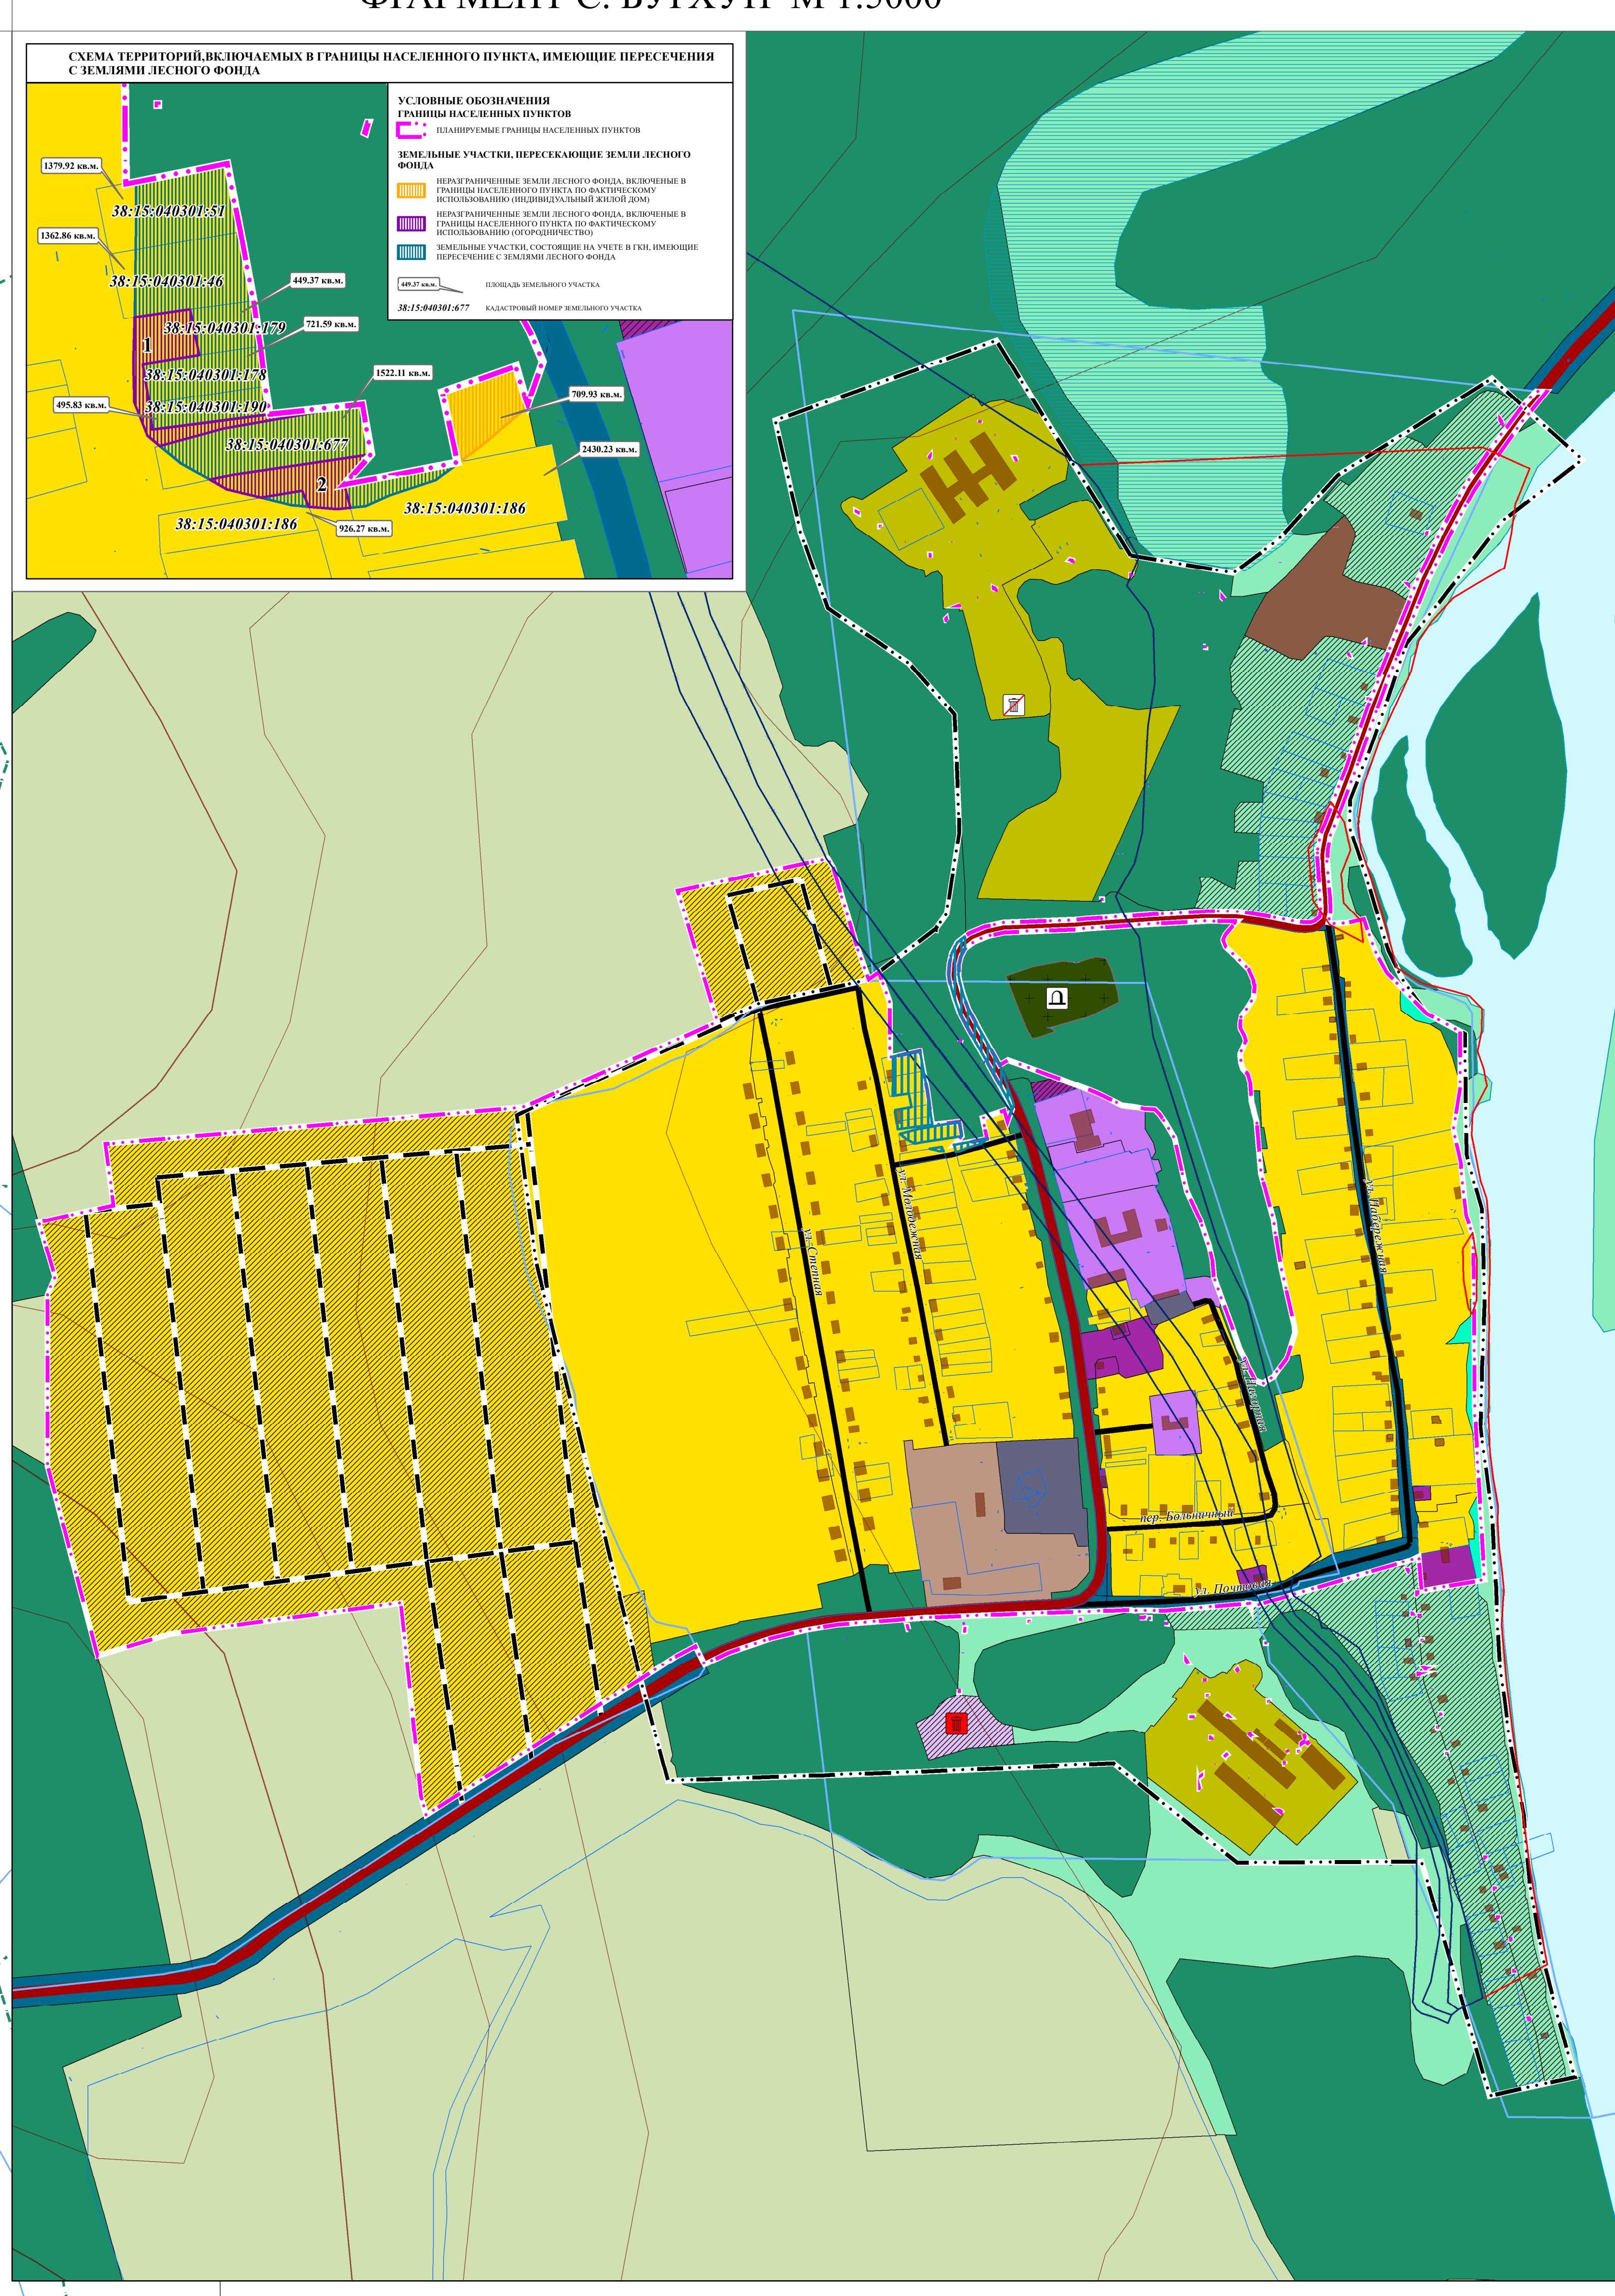 ФРАГМЕНТ С. БУРХУН М 1:5000
СХЕМА ТЕРРИТОРИЙ,ВКЛЮЧАЕМЫХ В ГРАНИЦЫ НАСЕЛЕННОГО ПУНКТА, ИМЕЮЩИЕ ПЕРЕСЕЧЕНИЯ
С ЗЕМЛЯМИ ЛЕСНОГО ФОНДА
УСЛОВНЫЕ ОБОЗНАЧЕНИЯ
ГРАНИЦЫ НАСЕЛЕННЫХ ПУНКТОВ
ПЛАНИРУЕМЫЕ ГРАНИЦЫ НАСЕЛЕННЫХ ПУНКТОВ
ЗЕМЕЛЬНЫЕ УЧАСТКИ, ПЕРЕСЕКАЮЩИЕ ЗЕМЛИ ЛЕСНОГО
ФОНДА
НЕРАЗГРАНИЧЕННЫЕ ЗЕМЛИ ЛЕСНОГО ФОНДА, ВКЛЮЧЕНЫЕ В
ГРАНИЦЫ НАСЕЛЕННОГО ПУНКТА ПО ФАКТИЧЕСКОМУ
ИСПОЛЬЗОВАНИЮ (ИНДИВИДУАЛЬНЫЙ ЖИЛОЙ ДОМ)
НЕРАЗГРАНИЧЕННЫЕ ЗЕМЛИ ЛЕСНОГО ФОНДА, ВКЛЮЧЕНЫЕ В
ГРАНИЦЫ НАСЕЛЕННОГО ПУНКТА ПО ФАКТИЧЕСКОМУ
ИСПОЛЬЗОВАНИЮ (ОГОРОДНИЧЕСТВО)
ЗЕМЕЛЬНЫЕ УЧАСТКИ, СОСТОЯЩИЕ НА УЧЕТЕ В ГКН, ИМЕЮЩИЕ
ПЕРЕСЕЧЕНИЕ С ЗЕМЛЯМИ ЛЕСНОГО ФОНДА
449.37 кв.м.
ПЛОЩАДЬ ЗЕМЕЛЬНОГО УЧАСТКА
38:15:040301:677
КАДАСТРОВЫЙ НОМЕР ЗЕМЕЛЬНОГО УЧАСТКА
1379.92 кв.м.
38:15:040301:51
1362.86 кв.м.
38:15:040301:46
449.37 кв.м.
38:15:040301:179
721.59 кв.м.
1
38:15:040301:178
1522.11 кв.м.
709.93 кв.м.
495.83 кв.м.
38:15:040301:190
38:15:040301:677
2430.23 кв.м.
2
38:15:040301:186
38:15:040301:186
926.27 кв.м.
ул. Молодежная
ул. Степная
ул. Набережная
ул. Нагорная
пер. Больничный
ул. Почтовая